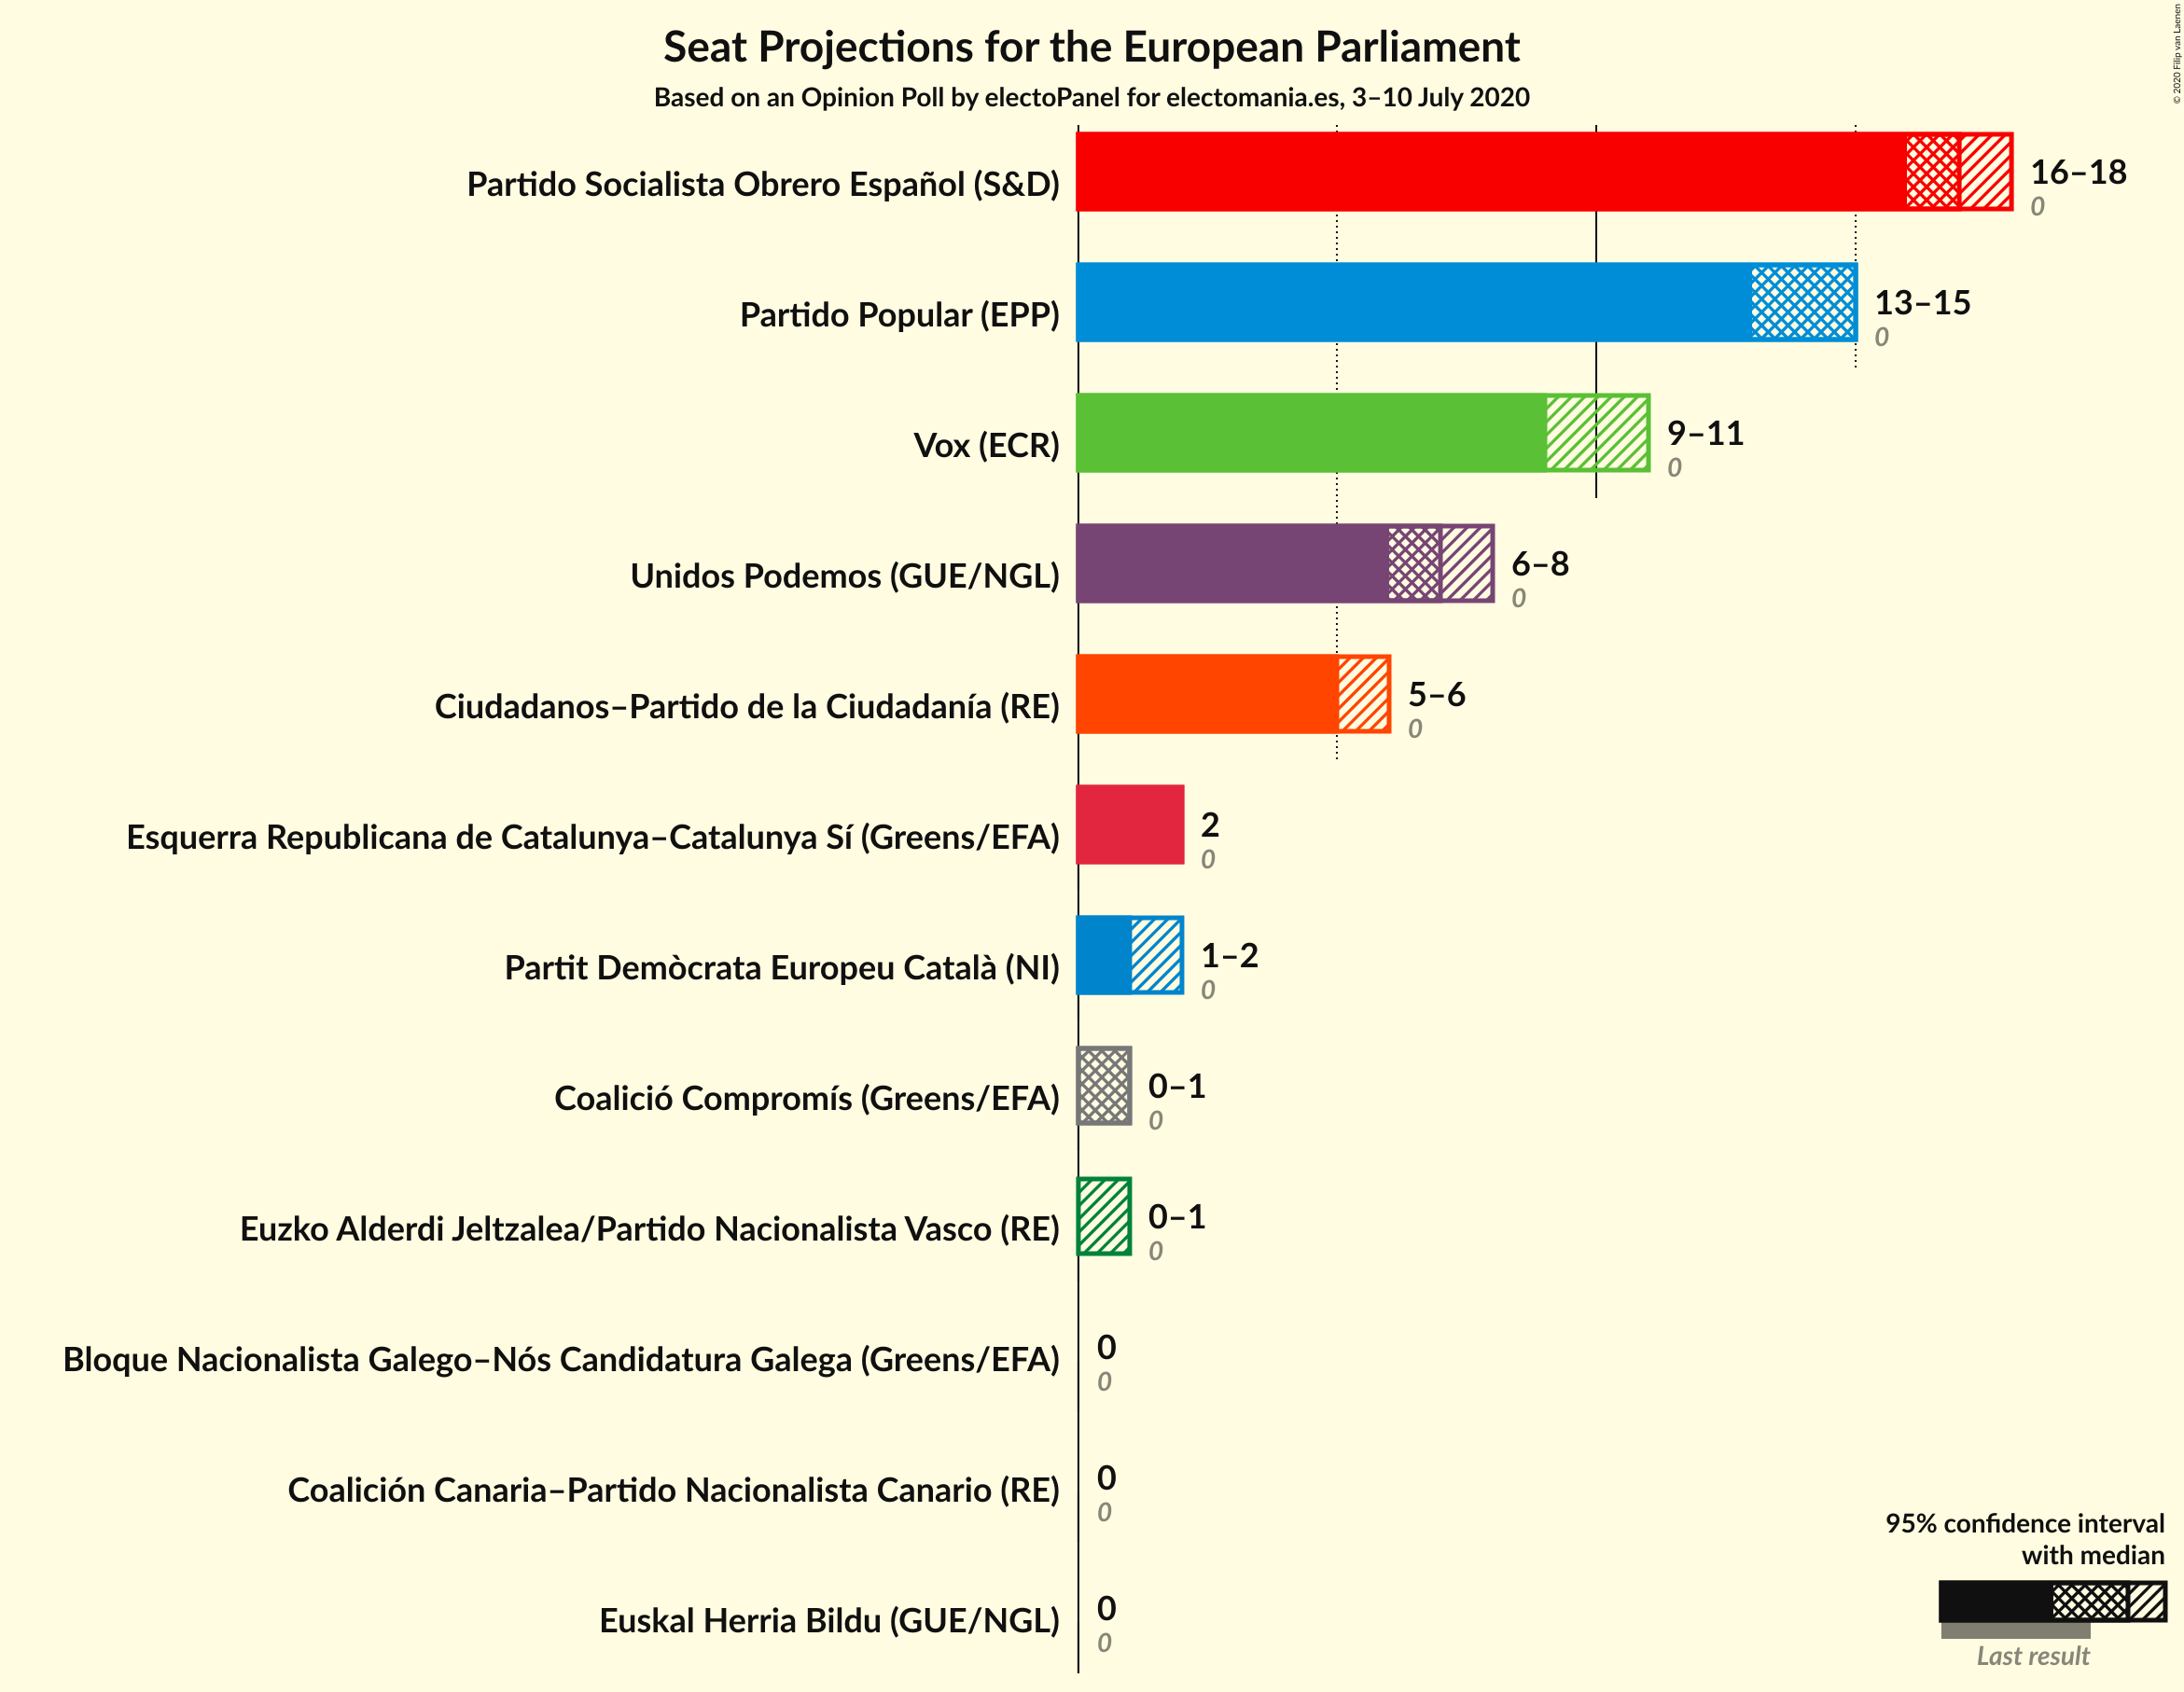 Seat Projections for the European Parliament
Based on an Opinion Poll by electoPanel for electomania.es, 3–10 July 2020
© 2020 Filip van Laenen
Partido Socialista Obrero Español (S&D)
16–18
0
Partido Popular (EPP)
13–15
0
Vox (ECR)
9–11
0
Unidos Podemos (GUE/NGL)
6–8
0
Ciudadanos–Partido de la Ciudadanía (RE)
5–6
0
Esquerra Republicana de Catalunya–Catalunya Sí (Greens/EFA)
2
0
Partit Demòcrata Europeu Català (NI)
1–2
0
Coalició Compromís (Greens/EFA)
0–1
0
Euzko Alderdi Jeltzalea/Partido Nacionalista Vasco (RE)
0–1
0
Bloque Nacionalista Galego–Nós Candidatura Galega (Greens/EFA)
0
0
Coalición Canaria–Partido Nacionalista Canario (RE)
0
0
Euskal Herria Bildu (GUE/NGL)
0
0
95% confidence interval
with median
Last result